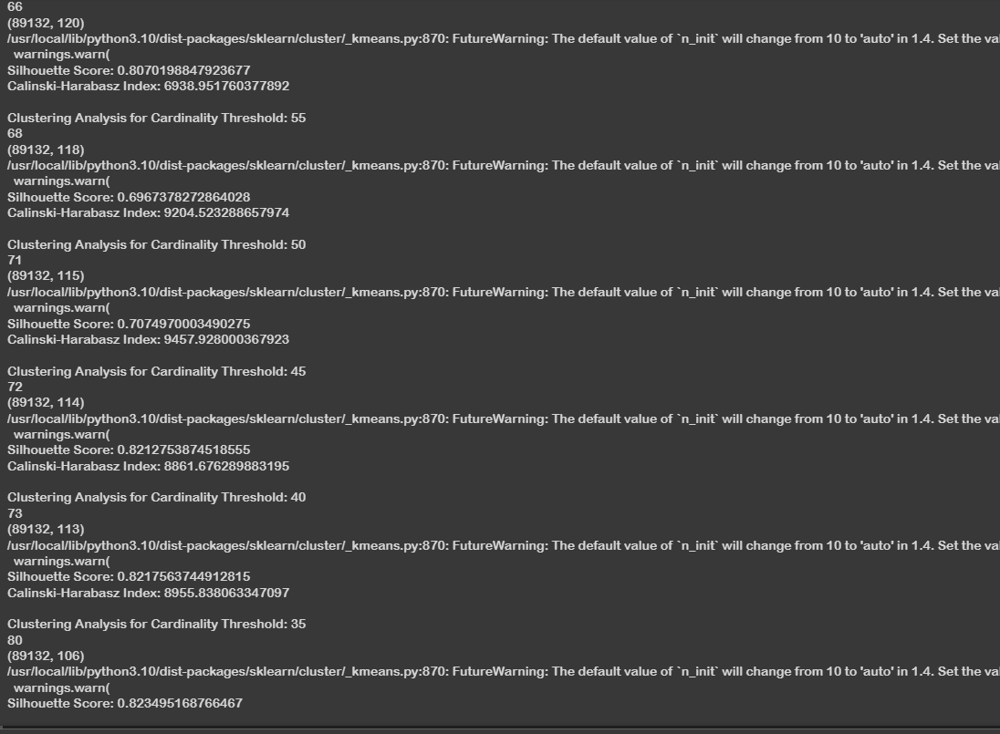 66
(89132, 120)
/usr/local/lib/python3.10/dist-packages/sklearn/cluster/_kmeans.py:870: FutureWarning: The default value of `n_init` will change from 10 to 'auto' in 1.4. Set the val
warnings.warn(
Silhouette Score: 0.8070198847923677
Calinski-Harabasz Index: 6938.951760377892
Clustering Analysis for Cardinality Threshold: 55
68
(89132, 118)
/usr/local/lib/python3.10/dist-packages/sklearn/cluster/_kmeans.py:870: FutureWarning: The default value of `n_init` will change from 10 to 'auto' in 1.4. Set the val
warnings.warn(
Silhouette Score: 0.6967378272864028
Calinski-Harabasz Index: 9204.523288657974
Clustering Analysis for Cardinality Threshold: 50
71
(89132, 115)
/usr/local/lib/python3.10/dist-packages/sklearn/cluster/_kmeans.py:870: FutureWarning: The default value of `n_init` will change from 10 to 'auto' in 1.4. Set the val
warnings.warn(
Silhouette Score: 0.7074970003490275
Calinski-Harabasz Index: 9457.928000367923
Clustering Analysis for Cardinality Threshold: 45
72
(89132, 114)
/usr/local/lib/python3.10/dist-packages/sklearn/cluster/_kmeans.py:870: FutureWarning: The default value of `n_init` will change from 10 to 'auto' in 1.4. Set the val
warnings.warn(
Silhouette Score: 0.8212753874518555
Calinski-Harabasz Index: 8861.676289883195
Clustering Analysis for Cardinality Threshold: 40
73
(89132, 113)
/usr/local/lib/python3.10/dist-packages/sklearn/cluster/_kmeans.py:870: FutureWarning: The default value of `n_init` will change from 10 to 'auto' in 1.4. Set the val
warnings.warn(
Silhouette Score: 0.8217563744912815
Calinski-Harabasz Index: 8955.838063347097
Clustering Analysis for Cardinality Threshold: 35
80
(89132, 106)
/usr/local/lib/python3.10/dist-packages/sklearn/cluster/_kmeans.py:870: FutureWarning: The default value of `n_init` will change from 10 to 'auto' in 1.4. Set the val
warnings.warn(
Silhouette Score: 0.823495168766467